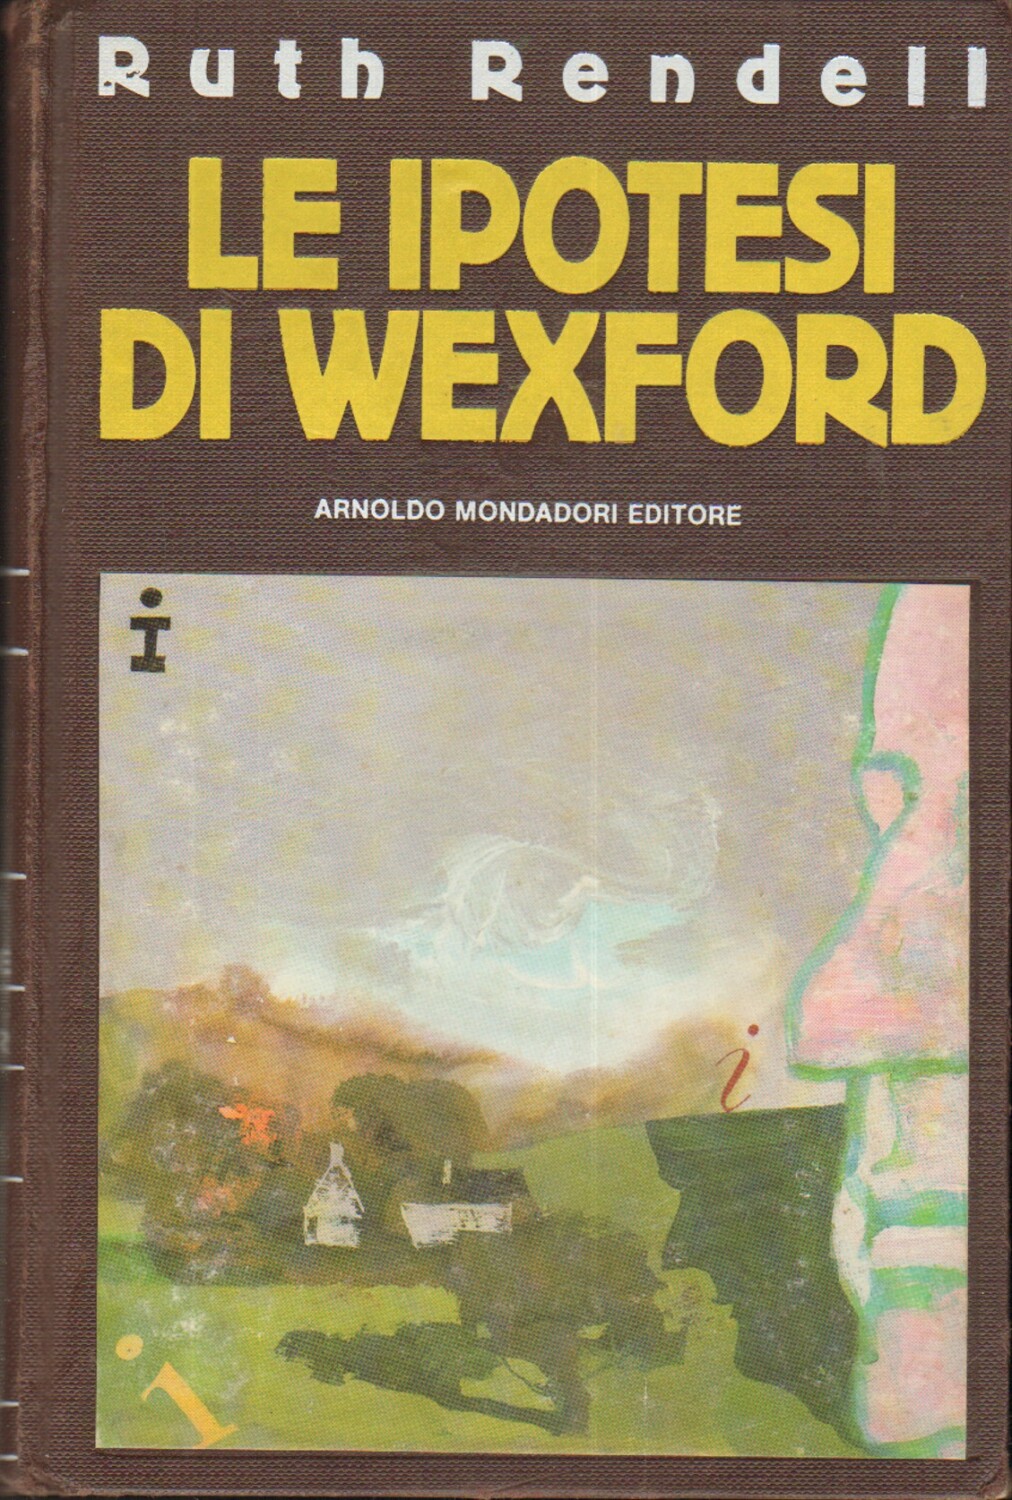 Ruth Rendell
LE IPOTESI
DI WEXFORD
ARNOLDO MONDADORI EDITORE
i
i
i